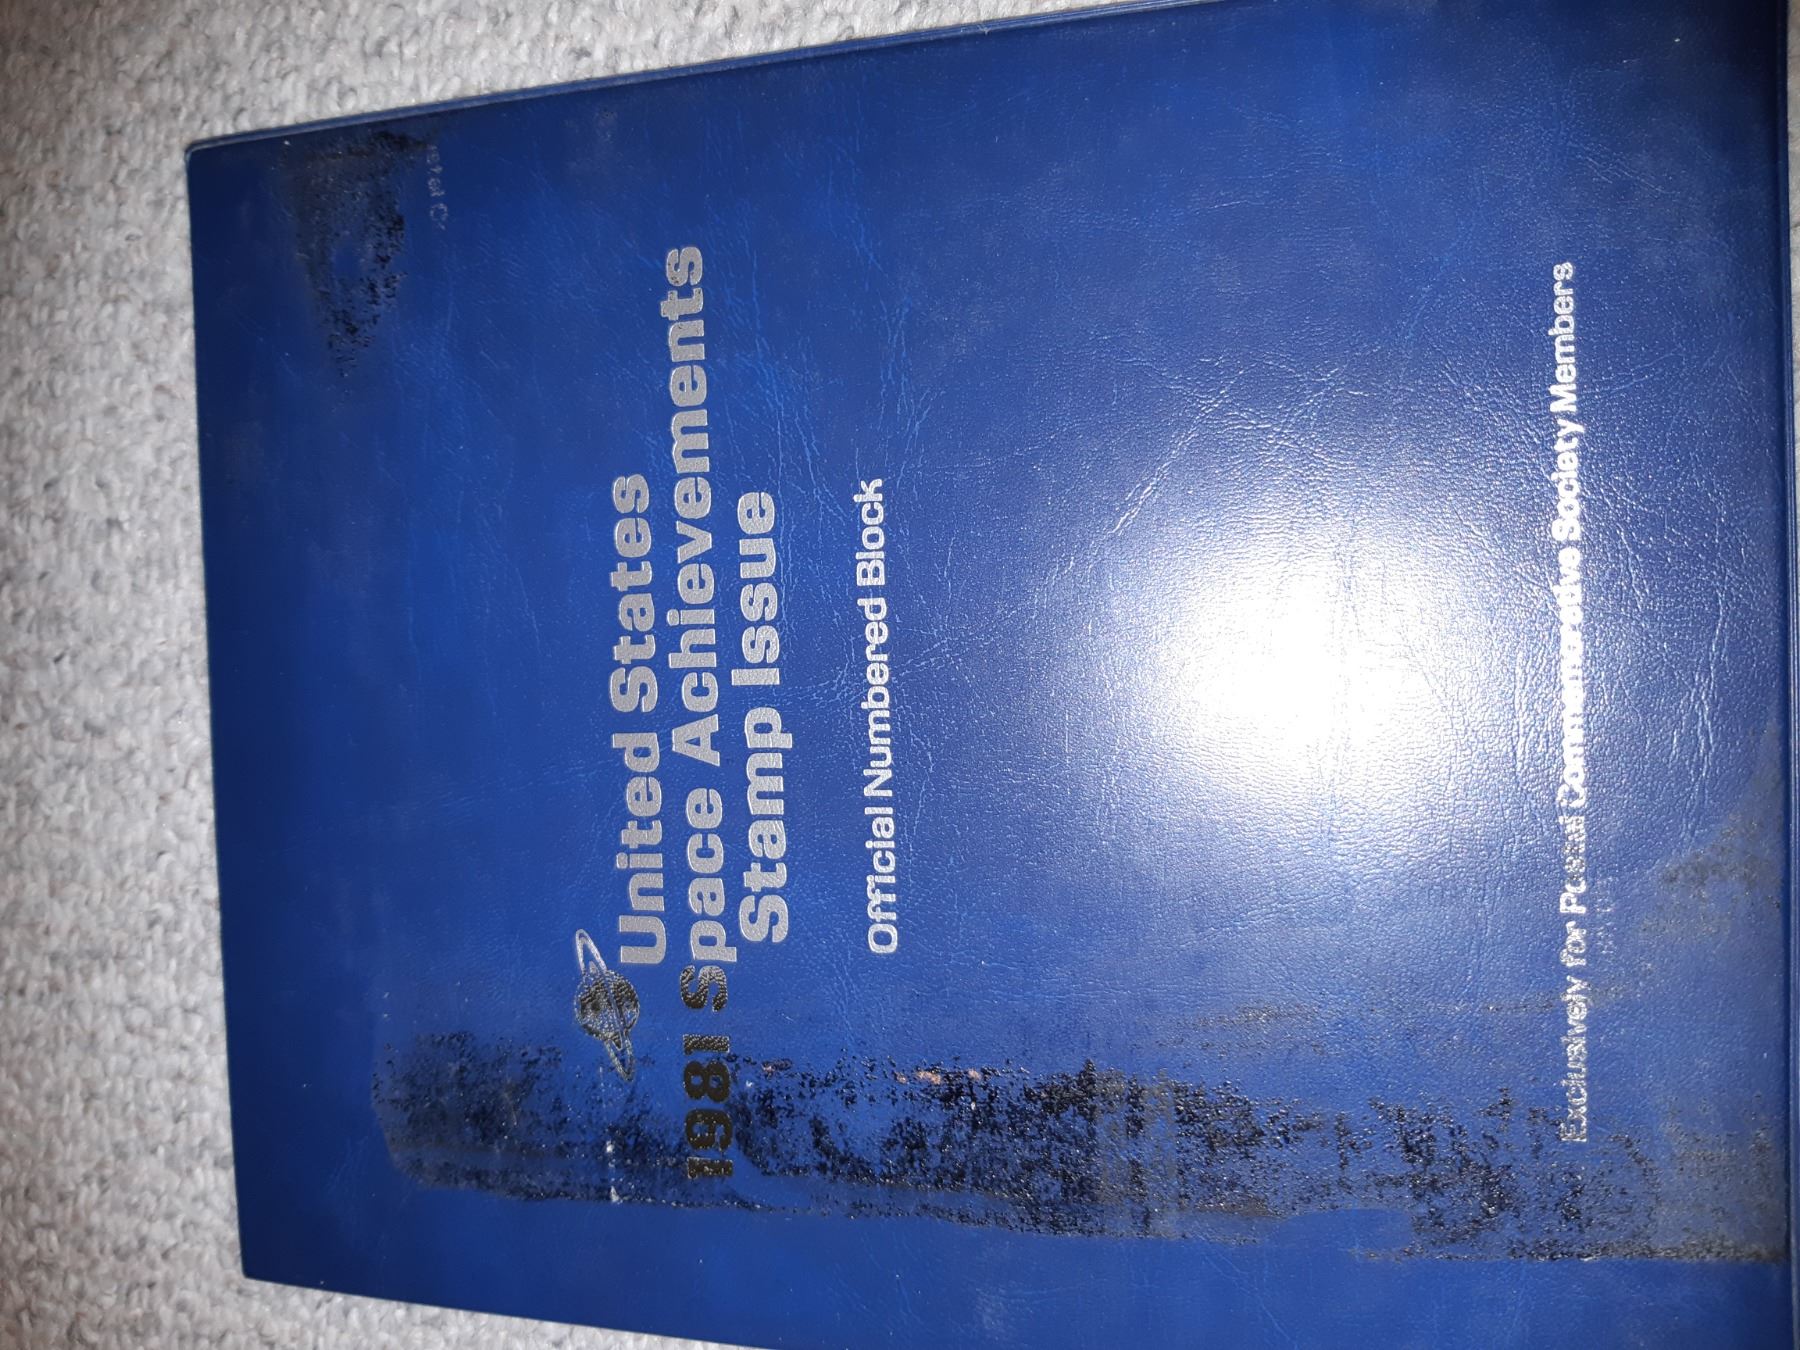 United States
1981 Space Achievements
Stamp Issue
Official Numbered Block
Exclusively for Postal Commemorative Society Members